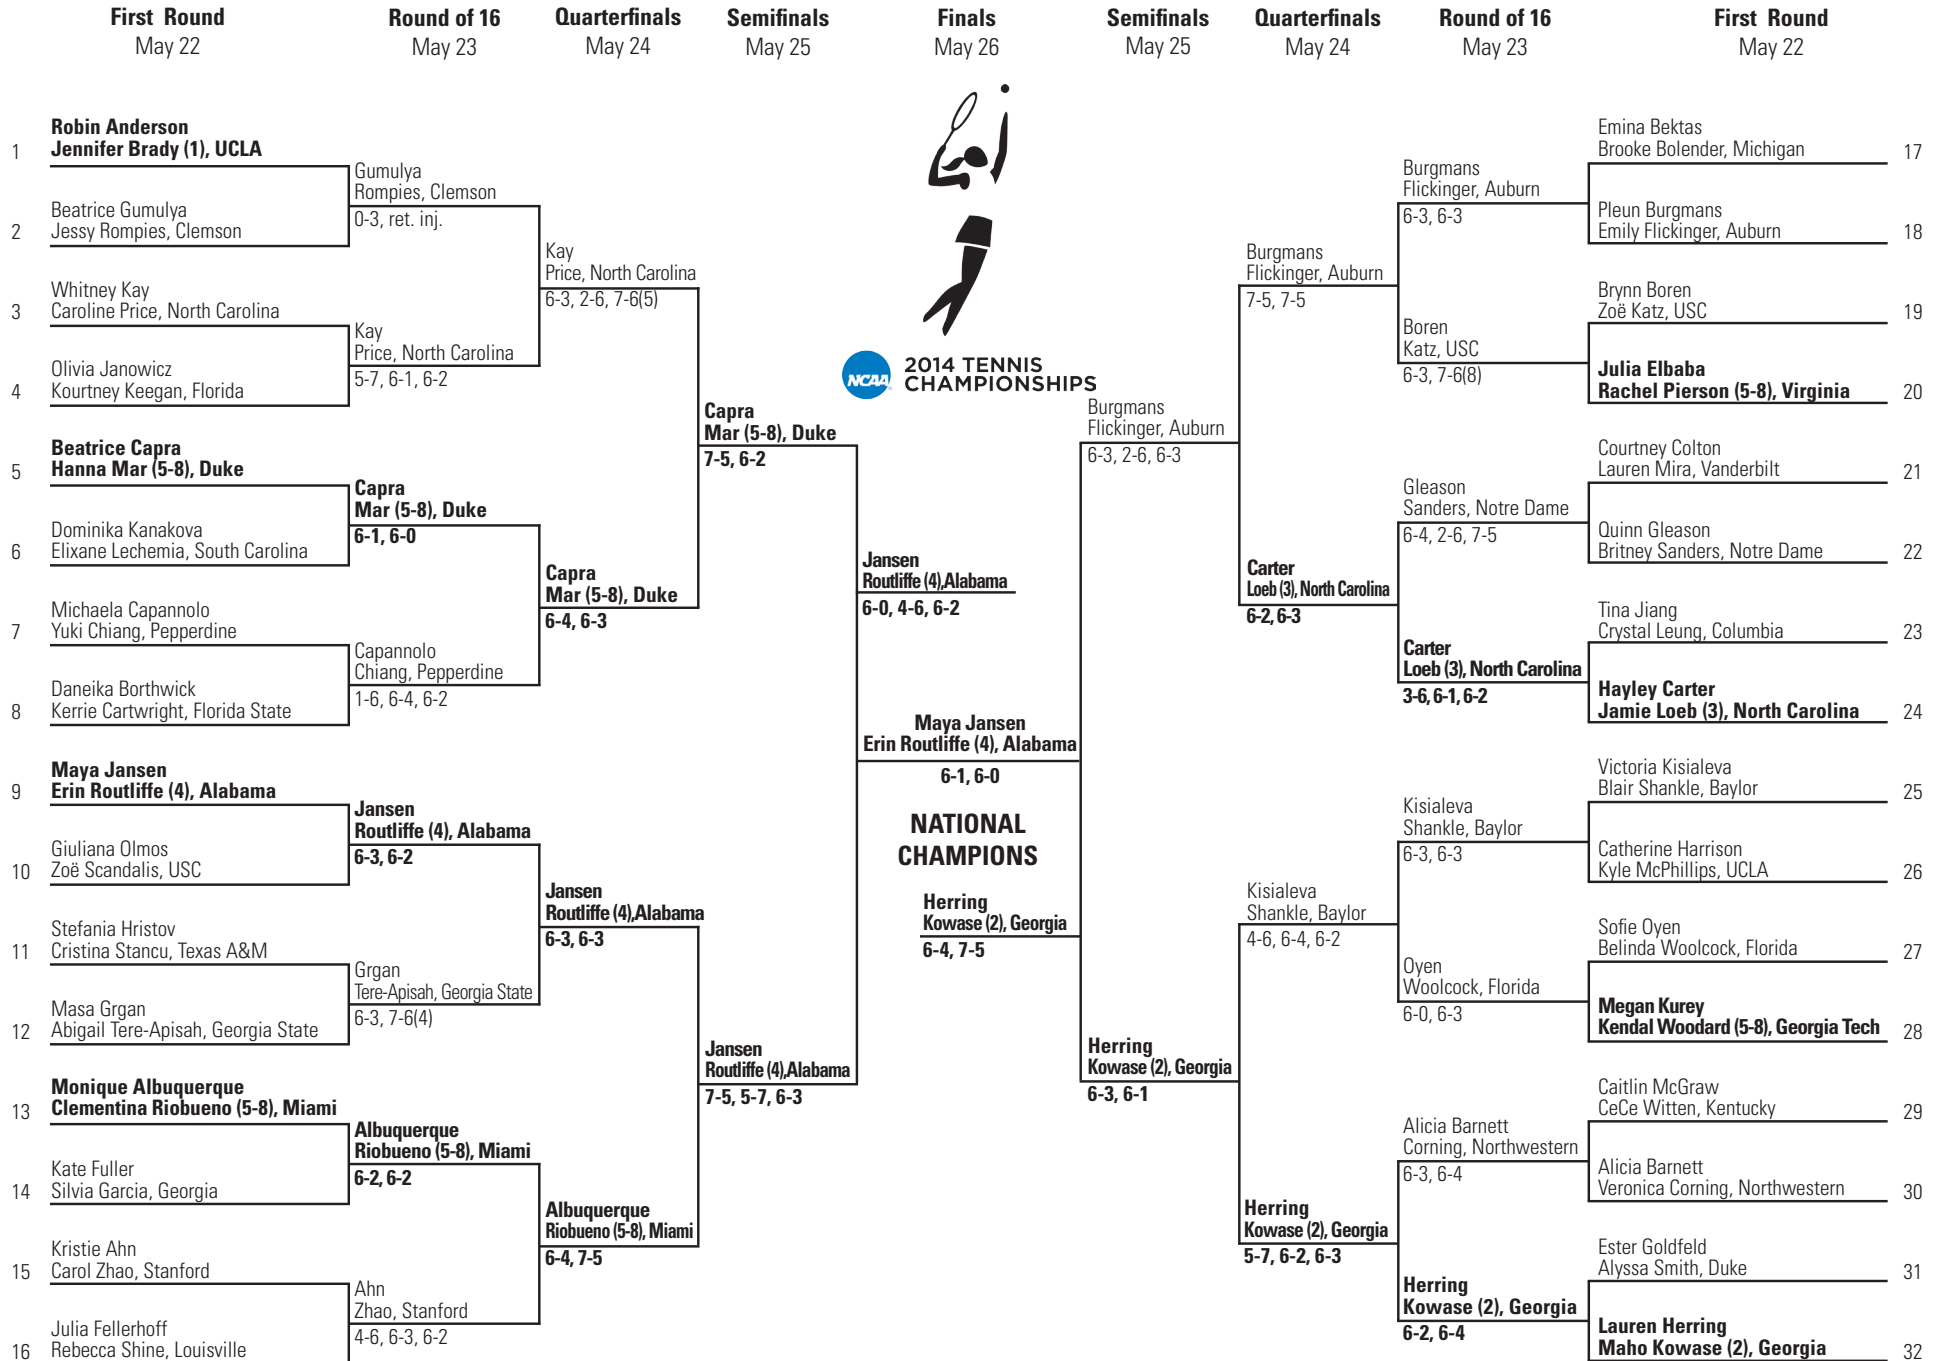 First Round
May 22
Round of 16
May 23
Quarterfinals
May 24
Semifinals
May 25
Finals
May 26
Semifinals
May 25
Quarterfinals
May 24
Round of 16
May 23
First Round
May 22
1
Robin Anderson
Jennifer Brady (1), UCLA
2
Beatrice Gumulya
Jessy Rompies, Clemson
3
Whitney Kay
Caroline Price, North Carolina
4
Olivia Janowicz
Kourtney Keegan, Florida
5
Beatrice Capra
Hanna Mar (5-8), Duke
6
Dominika Kanakova
Elixane Lechemia, South Carolina
7
Michaela Capannolo
Yuki Chiang, Pepperdine
8
Daneika Borthwick
Kerrie Cartwright, Florida State
9
Maya Jansen
Erin Routliffe (4), Alabama
10
Giuliana Olmos
Zoë Scandalis, USC
11
Stefania Hristov
Cristina Stancu, Texas A&M
12
Masa Grgan
Abigail Tere-Apisah, Georgia State
13
Monique Albuquerque
Clementina Riobueno (5-8), Miami
14
Kate Fuller
Silvia Garcia, Georgia
15
Kristie Ahn
Carol Zhao, Stanford
16
Julia Fellerhoff
Rebecca Shine, Louisville
Gumulya
Rompies, Clemson
0-3, ret. inj.
Kay
Price, North Carolina
5-7, 6-1, 6-2
Capra
Mar (5-8), Duke
6-1, 6-0
Capannolo
Chiang, Pepperdine
1-6, 6-4, 6-2
Jansen
Routliffe (4), Alabama
6-3, 6-2
Grgan
Tere-Apisah, Georgia State
6-3, 7-6(4)
Albuquerque
Riobueno (5-8), Miami
6-2, 6-2
Ahn
Zhao, Stanford
4-6, 6-3, 6-2
Kay
Price, North Carolina
6-3, 2-6, 7-6(5)
Capra
Mar (5-8), Duke
6-4, 6-3
Jansen
Routliffe (4),Alabama
6-3, 6-3
Albuquerque
Riobueno (5-8), Miami
6-4, 7-5
Capra
Mar (5-8), Duke
7-5, 6-2
Jansen
Routliffe (4),Alabama
7-5, 5-7, 6-3
NCAA
2014 TENNIS
CHAMPIONSHIPS
Jansen
Routliffe (4),Alabama
6-0, 4-6, 6-2
Maya Jansen
Erin Routliffe (4), Alabama
6-1, 6-0
NATIONAL
CHAMPIONS
Herring
Kowase (2), Georgia
6-4, 7-5
Burgmans
Flickinger, Auburn
6-3, 2-6, 6-3
Herring
Kowase (2), Georgia
6-3, 6-1
Burgmans
Flickinger, Auburn
7-5, 7-5
Carter
Loeb (3), North Carolina
6-2, 6-3
Kisialeva
Shankle, Baylor
4-6, 6-4, 6-2
Herring
Kowase (2), Georgia
5-7, 6-2, 6-3
Burgmans
Flickinger, Auburn
6-3, 6-3
Boren
Katz, USC
6-3, 7-6(8)
Gleason
Sanders, Notre Dame
6-4, 2-6, 7-5
Carter
Loeb (3), North Carolina
3-6, 6-1, 6-2
Kisialeva
Shankle, Baylor
6-3, 6-3
Oyen
Woolcock, Florida
6-0, 6-3
Alicia Barnett
Corning, Northwestern
6-3, 6-4
Herring
Kowase (2), Georgia
6-2, 6-4
Emina Bektas
Brooke Bolender, Michigan
17
Pleun Burgmans
Emily Flickinger, Auburn
18
Brynn Boren
Zoë Katz, USC
19
Julia Elbaba
Rachel Pierson (5-8), Virginia
20
Courtney Colton
Lauren Mira, Vanderbilt
21
Quinn Gleason
Britney Sanders, Notre Dame
22
Tina Jiang
Crystal Leung, Columbia
23
Hayley Carter
Jamie Loeb (3), North Carolina
24
Victoria Kisialeva
Blair Shankle, Baylor
25
Catherine Harrison
Kyle McPhillips, UCLA
26
Sofie Oyen
Belinda Woolcock, Florida
27
Megan Kurey
Kendal Woodard (5-8), Georgia Tech
28
Caitlin McGraw
CeCe Witten, Kentucky
29
Alicia Barnett
Veronica Corning, Northwestern
30
Ester Goldfeld
Alyssa Smith, Duke
31
Lauren Herring
Maho Kowase (2), Georgia
32